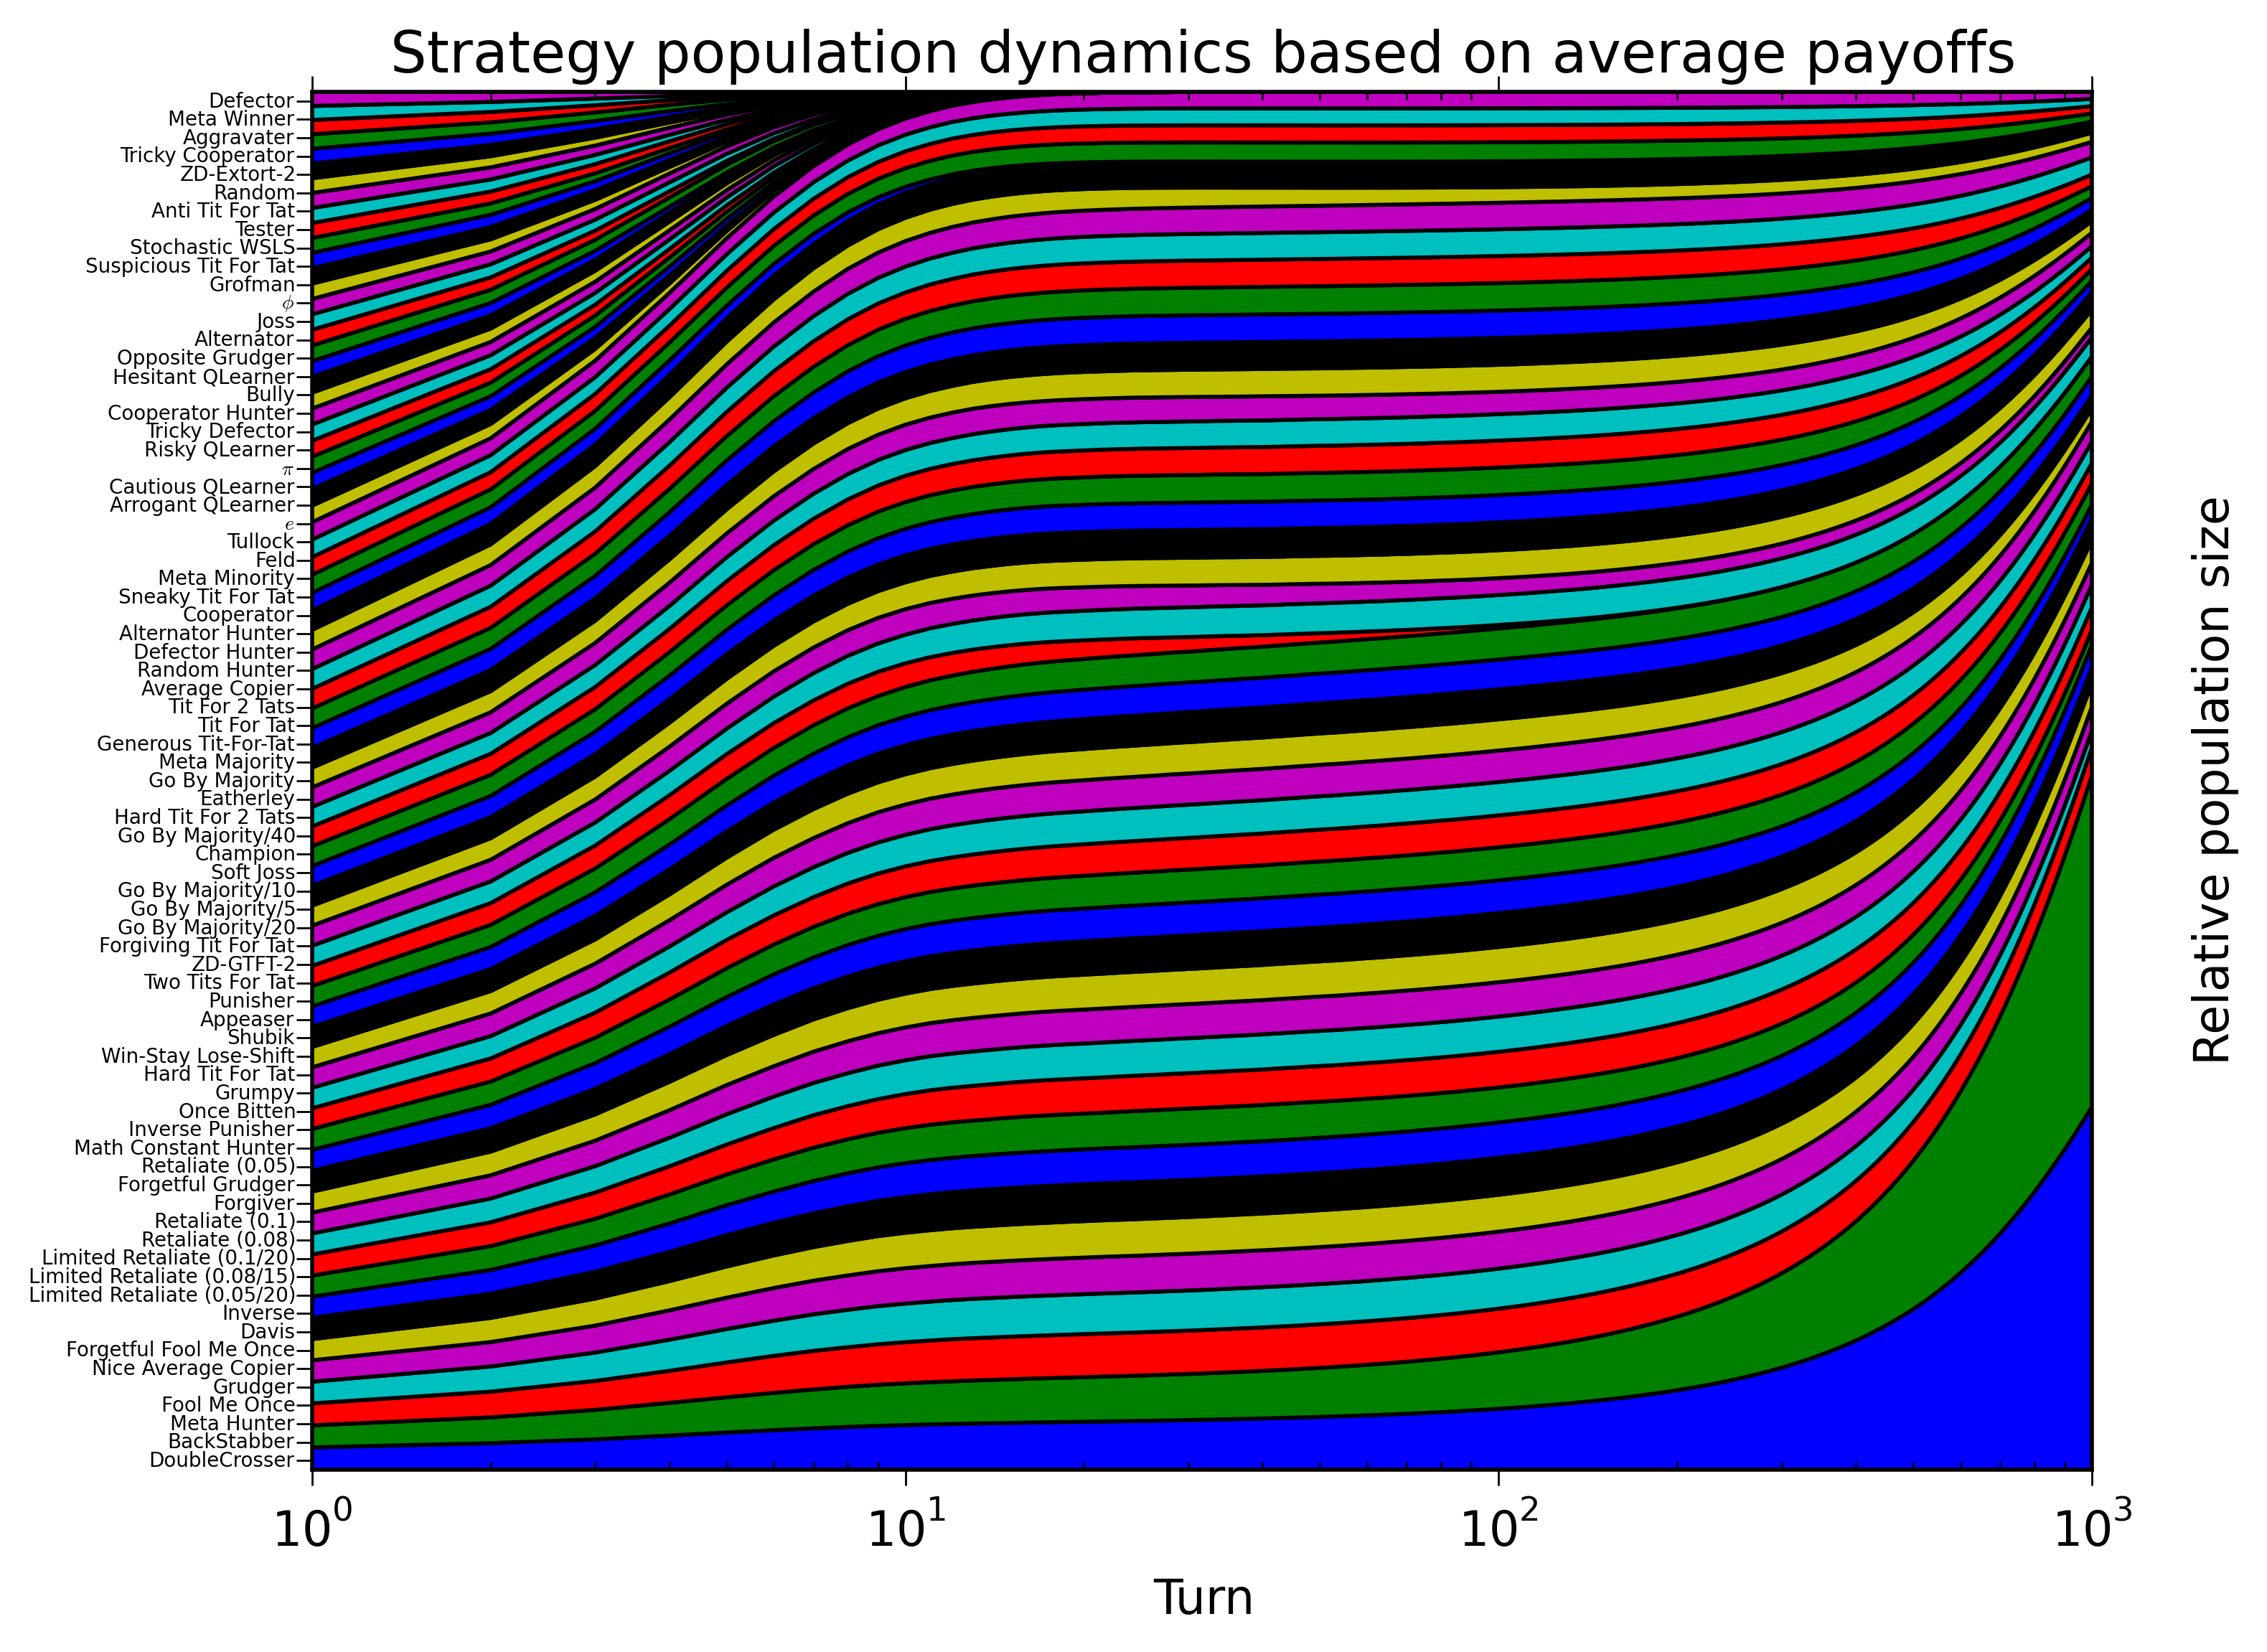 Strategy population dynamics based on average payoffs
Defector
Meta Winner
Aggravater
Tricky Cooperator
ZD-Extort-2
Random
Anti Tit For Tat
Tester
Stochastic WSLS
Suspicious Tit For Tat
Grofman
ϕ
Joss
Alternator
Opposite Grudger
Hesitant QLearner
Bully
Cooperator Hunter
Tricky Defector
Risky QLearner
π
Cautious QLearner
Arrogant QLearner
e
Tullock
Feld
Meta Minority
Sneaky Tit For Tat
Cooperator
Alternator Hunter
Defector Hunter
Random Hunter
Average Copier
Tit For 2 Tats
Tit For Tat
Generous Tit-For-Tat
Meta Majority
Go By Majority
Eatherley
Hard Tit For 2 Tats
Go By Majority/40
Champion
Soft Joss
Go By Majority/10
Go By Majority/5
Go By Majority/20
Forgiving Tit For Tat
ZD-GTFT-2
Two Tits For Tat
Punisher
Appeaser
Shubik
Win-Stay Lose-Shift
Hard Tit For Tat
Grumpy
Once Bitten
Inverse Punisher
Math Constant Hunter
Retaliate (0.05)
Forgetful Grudger
Forgiver
Retaliate (0.1)
Retaliate (0.08)
Limited Retaliate (0.1/20)
Limited Retaliate (0.08/15)
Limited Retaliate (0.05/20)
Inverse
Davis
Forgetful Fool Me Once
Nice Average Copier
Grudger
Fool Me Once
Meta Hunter
BackStabber
DoubleCrosser
10⁰ 10¹ 10² 10³
Turn
Relative population size